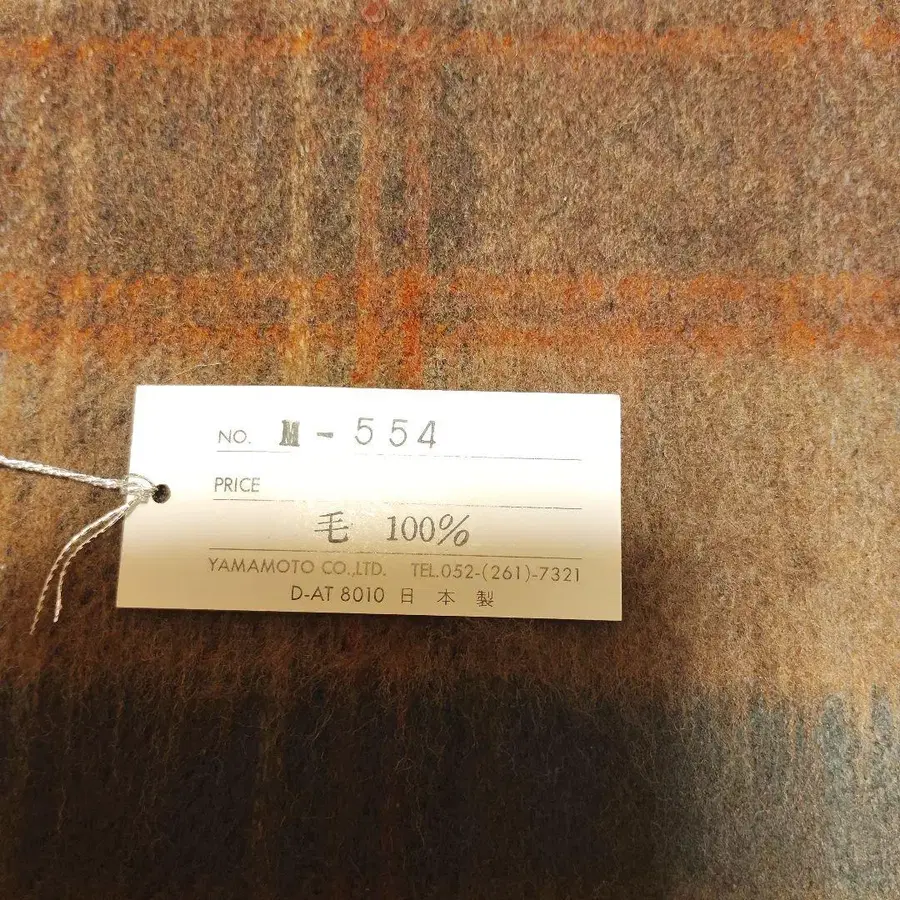 NO. M-554
PRICE
毛 100%
YAMAMOTO CO.,LTD. TEL.052-(261)-7321
D-AT 8010 日本製